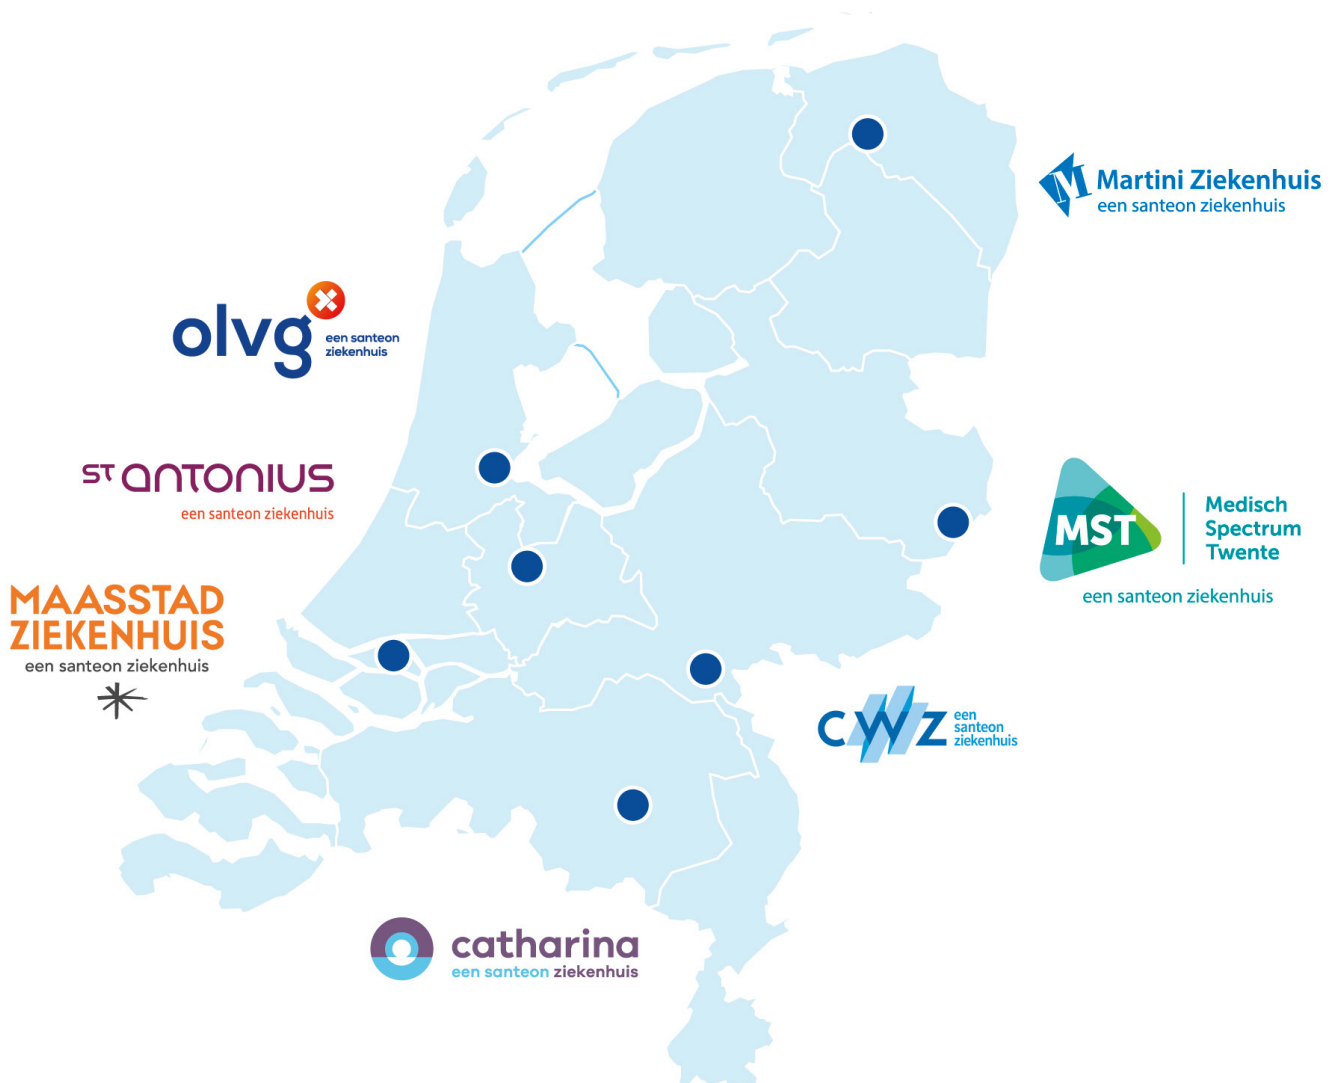 Martini Ziekenhuis
een santeon ziekenhuis
olvg
een santeon
ziekenhuis
ST ANTONIUS
een santeon ziekenhuis
MST
Medisch
Spectrum
Twente
een santeon ziekenhuis
MAASSTAD
ZIEKENHUIS
een santeon ziekenhuis
CWZ
een
santeon
ziekenhuis
catharina
een santeon ziekenhuis